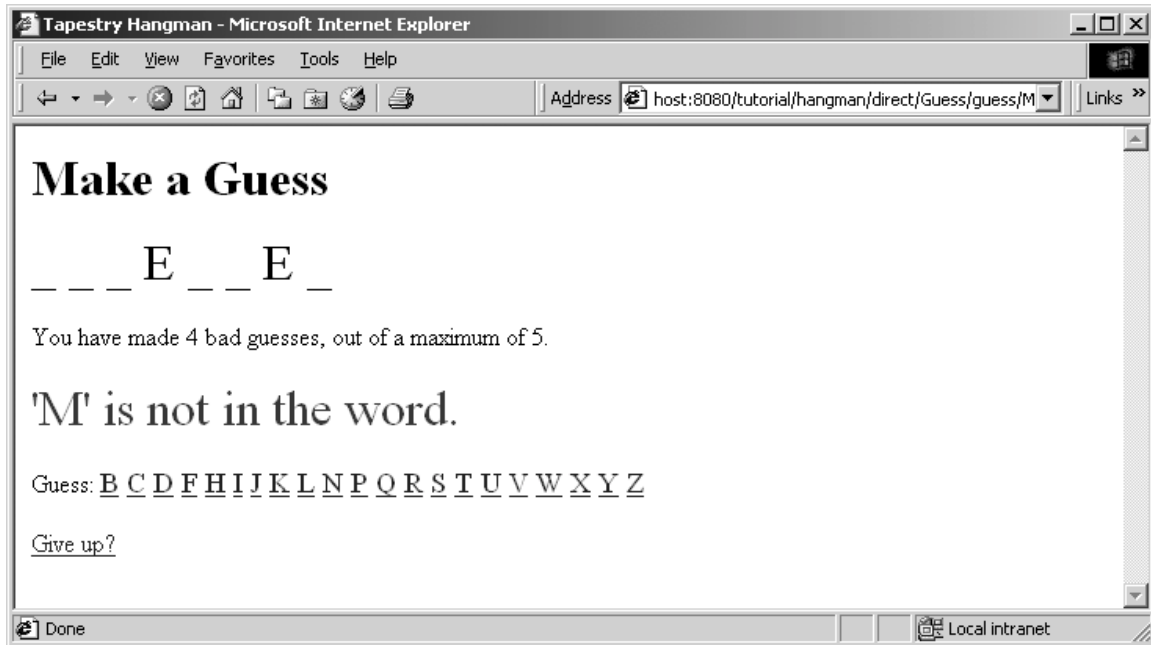 Tapestry Hangman - Microsoft Internet Explorer
File Edit View Favorites Tools Help
Address host:8080/tutorial/hangman/direct/Guess/guess/M Links »
Make a Guess
_ _ _ E _ _ E _
You have made 4 bad guesses, out of a maximum of 5.
'M' is not in the word.
Guess: B C D F H I J K L N P Q R S T U V W X Y Z
Give up?
Done Local intranet